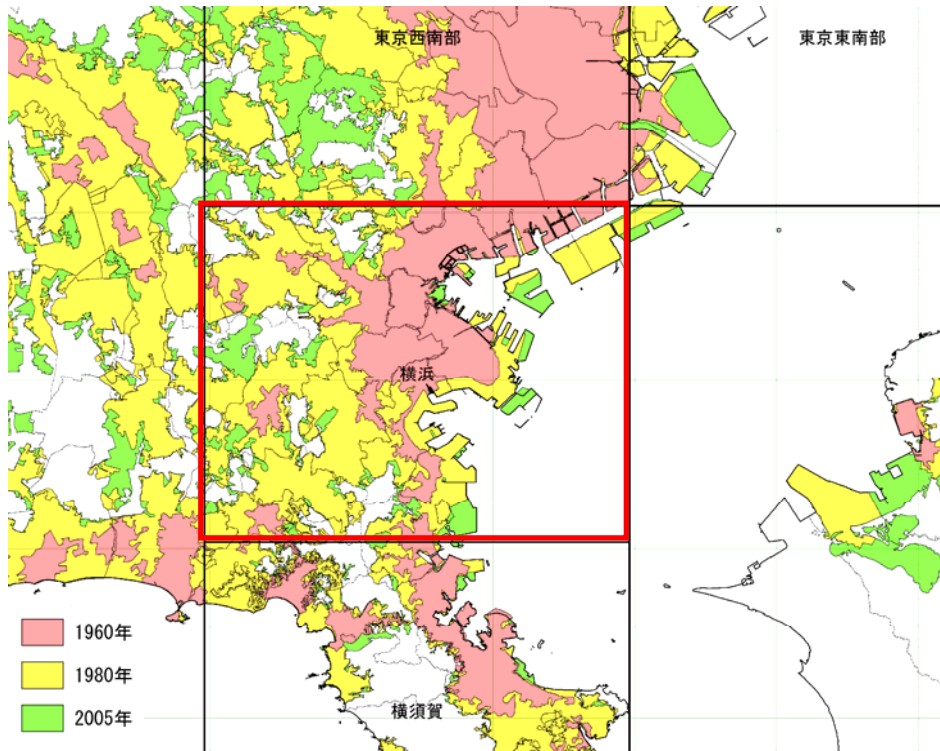 東京西南部
東京東南部
横浜
1960年
1980年
2005年
横須賀